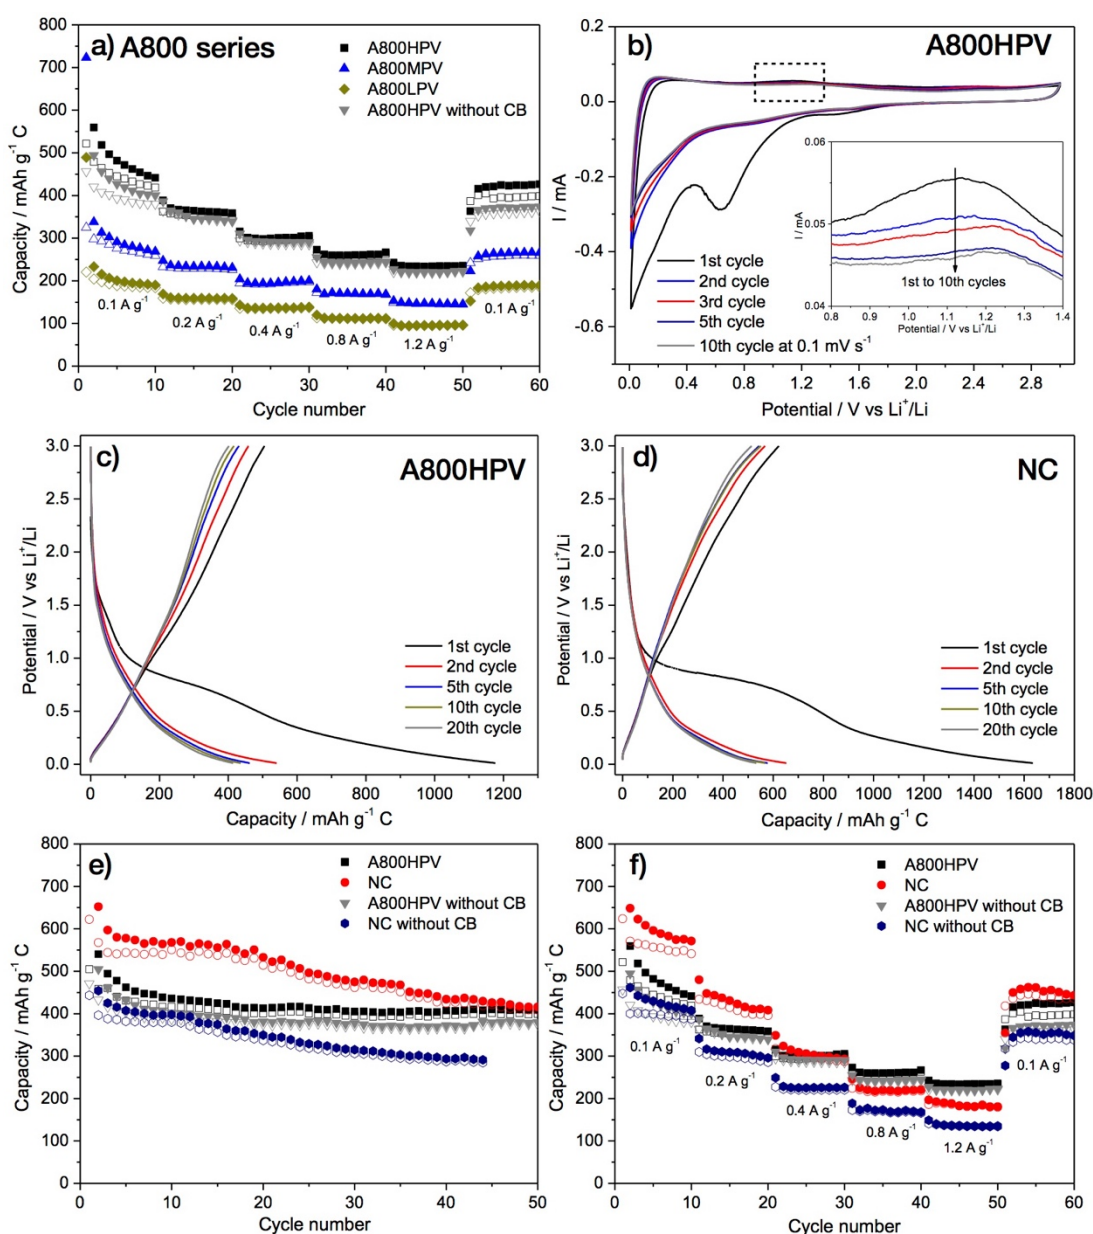 a) A800 series
A800HPV
A800MPV
A800LPV
A800HPV without CB
800
700
600
500
400
300
200
100
0
Capacity / mAh g⁻¹ C
0.1 A g⁻¹
0.2 A g⁻¹
0.4 A g⁻¹
0.8 A g⁻¹
1.2 A g⁻¹
0.1 A g⁻¹
0 10 20 30 40 50 60
Cycle number
b) A800HPV
0.2
0.0
-0.2
-0.4
-0.6
I / mA
1st cycle
2nd cycle
3rd cycle
5th cycle
10th cycle at 0.1 mV s⁻¹
0.06
0.05
0.04
I / mA
1st to 10th cycles
0.8 0.9 1.0 1.1 1.2 1.3 1.4
Potential / V vs Li⁺/Li
0.0 0.4 0.8 1.2 1.6 2.0 2.4 2.8
Potential / V vs Li⁺/Li
c) A800HPV
3.0
2.5
2.0
1.5
1.0
0.5
0.0
Potential / V vs Li⁺/Li
1st cycle
2nd cycle
5th cycle
10th cycle
20th cycle
0 200 400 600 800 1000 1200
Capacity / mAh g⁻¹ C
d) NC
3.0
2.5
2.0
1.5
1.0
0.5
0.0
Potential / V vs Li⁺/Li
1st cycle
2nd cycle
5th cycle
10th cycle
20th cycle
0 200 400 600 800 1000 1200 1400 1600 1800
Capacity / mAh g⁻¹ C
e)
A800HPV
NC
A800HPV without CB
NC without CB
800
700
600
500
400
300
200
100
0
Capacity / mAh g⁻¹ C
0 10 20 30 40 50
Cycle number
f)
A800HPV
NC
A800HPV without CB
NC without CB
800
700
600
500
400
300
200
100
0
Capacity / mAh g⁻¹ C
0.1 A g⁻¹
0.2 A g⁻¹
0.4 A g⁻¹
0.8 A g⁻¹
1.2 A g⁻¹
0.1 A g⁻¹
0 10 20 30 40 50 60
Cycle number